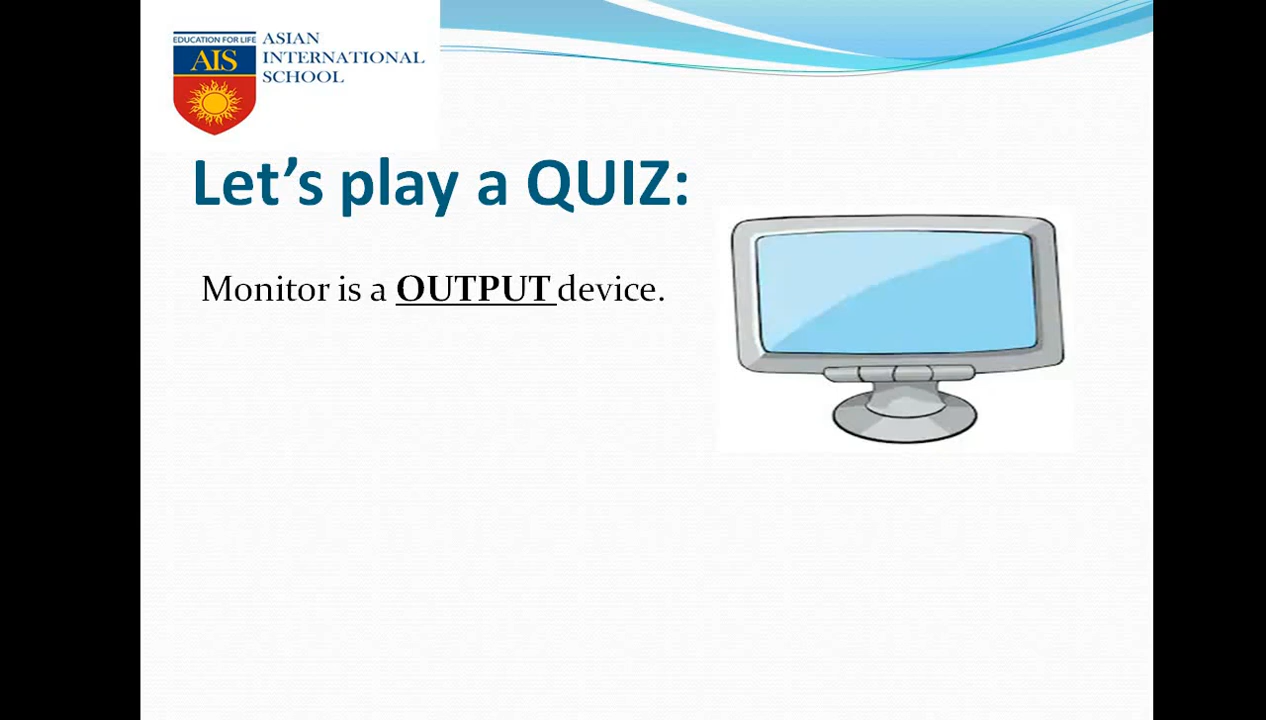 EDUCATION FOR LIFE
AIS
ASIAN
INTERNATIONAL
SCHOOL
Let's play a QUIZ:
Monitor is a OUTPUT device.